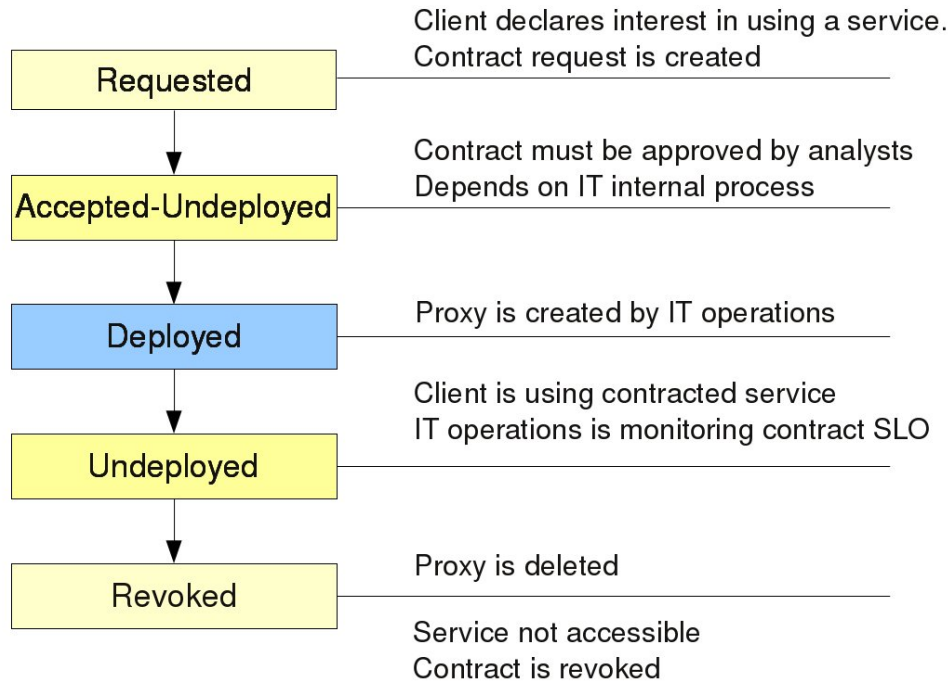 Client declares interest in using a service.
Contract request is created
Requested
Contract must be approved by analysts
Depends on IT internal process
Accepted-Undeployed
Proxy is created by IT operations
Deployed
Client is using contracted service
IT operations is monitoring contract SLO
Undeployed
Proxy is deleted
Revoked
Service not accessible
Contract is revoked